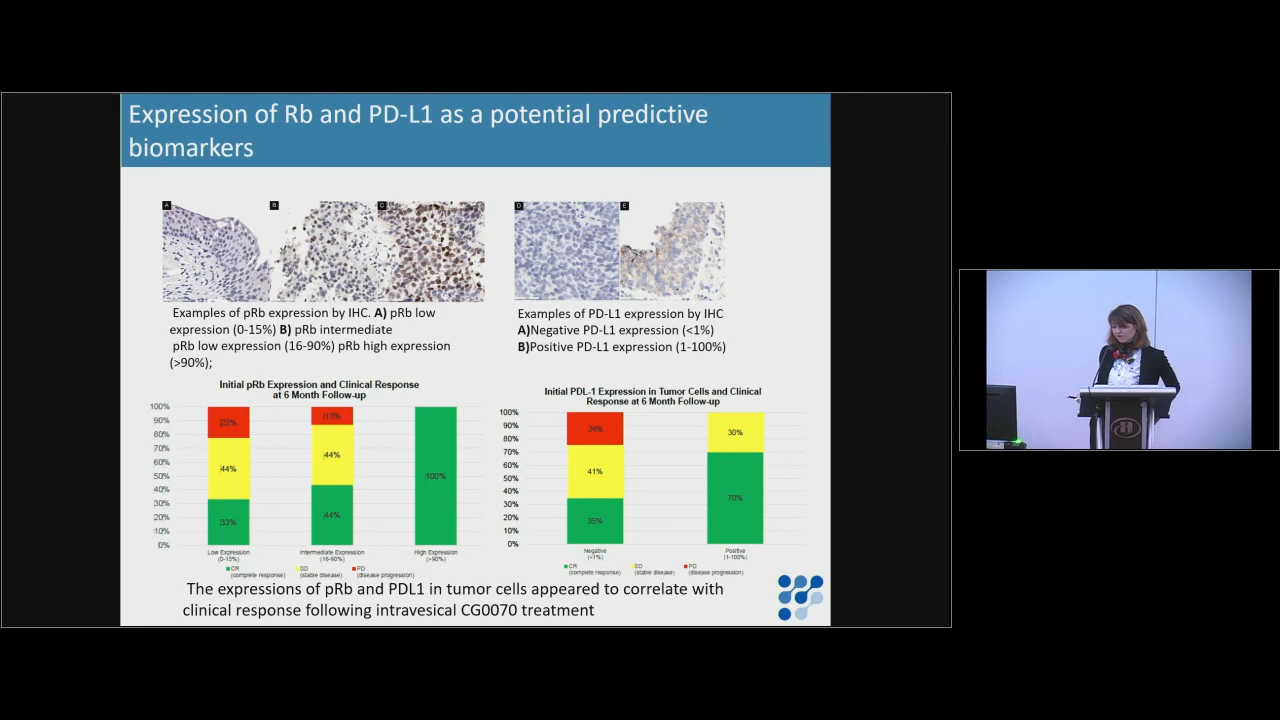 Expression of Rb and PD-L1 as a potential predictive
biomarkers
A
B
C
D
E
Examples of pRb expression by IHC. A) pRb low
expression (0-15%) B) pRb intermediate
pRb low expression (16-90%) pRb high expression
(>90%);
Examples of PD-L1 expression by IHC
A)Negative PD-L1 expression (<1%)
B)Positive PD-L1 expression (1-100%)
Initial pRb Expression and Clinical Response
at 6 Month Follow-up
100%
90%
80%
70%
60%
50%
40%
30%
20%
10%
0%
44%
33%
13%
44%
44%
100%
Low Expression
(0-15%)
Intermediate Expression
(16-90%)
High Expression
(>90%)
CR
(complete response)
SD
(stable disease)
PD
(disease progression)
Initial PDL-1 Expression in Tumor Cells and Clinical
Response at 6 Month Follow-up
100%
90%
80%
70%
60%
50%
40%
30%
20%
10%
0%
24%
41%
35%
30%
70%
Negative
(<1%)
Positive
(1-100%)
CR
(complete response)
SD
(stable disease)
PD
(disease progression)
The expressions of pRb and PDL1 in tumor cells appeared to correlate with
clinical response following intravesical CG0070 treatment